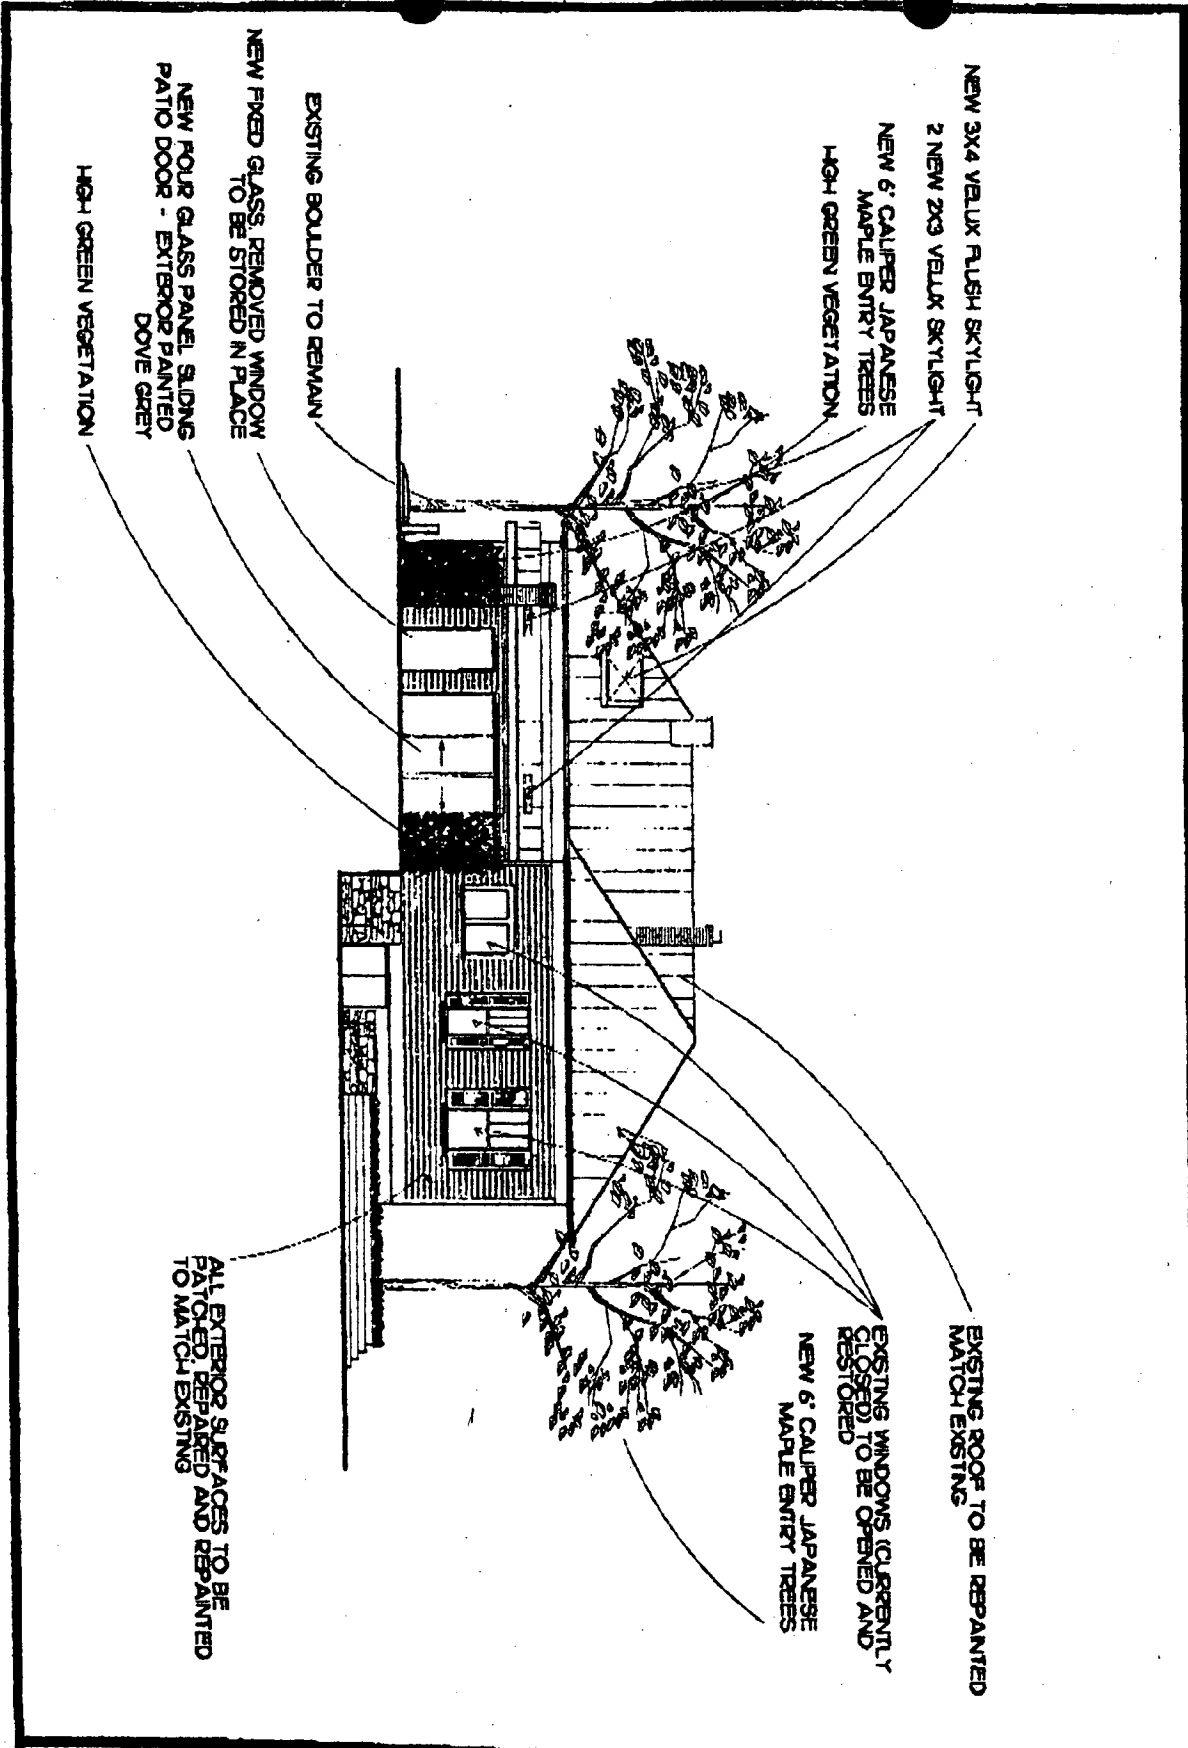 NEW 3X4 VELUX FLUSH SKYLIGHT
2 NEW 2X3 VELUX SKYLIGHT
NEW 6" CALIPER JAPANESE
MAPLE ENTRY TREES
HIGH GREEN VEGETATION
EXISTING BOULDER TO REMAIN
NEW FIXED GLASS, REMOVED WINDOW
TO BE STORED IN PLACE
NEW FOUR GLASS PANEL SLIDING
PATIO DOOR - EXTERIOR PAINTED
DOVE GREY
HIGH GREEN VEGETATION
EXISTING ROOF TO BE REPAINTED
MATCH EXISTING
EXISTING WINDOWS (CURRENTLY
CLOSED) TO BE OPENED AND
RESTORED
NEW 6" CALIPER JAPANESE
MAPLE ENTRY TREES
ALL EXTERIOR SURFACES TO BE
PATCHED, REPAIRED AND REPAINTED
TO MATCH EXISTING